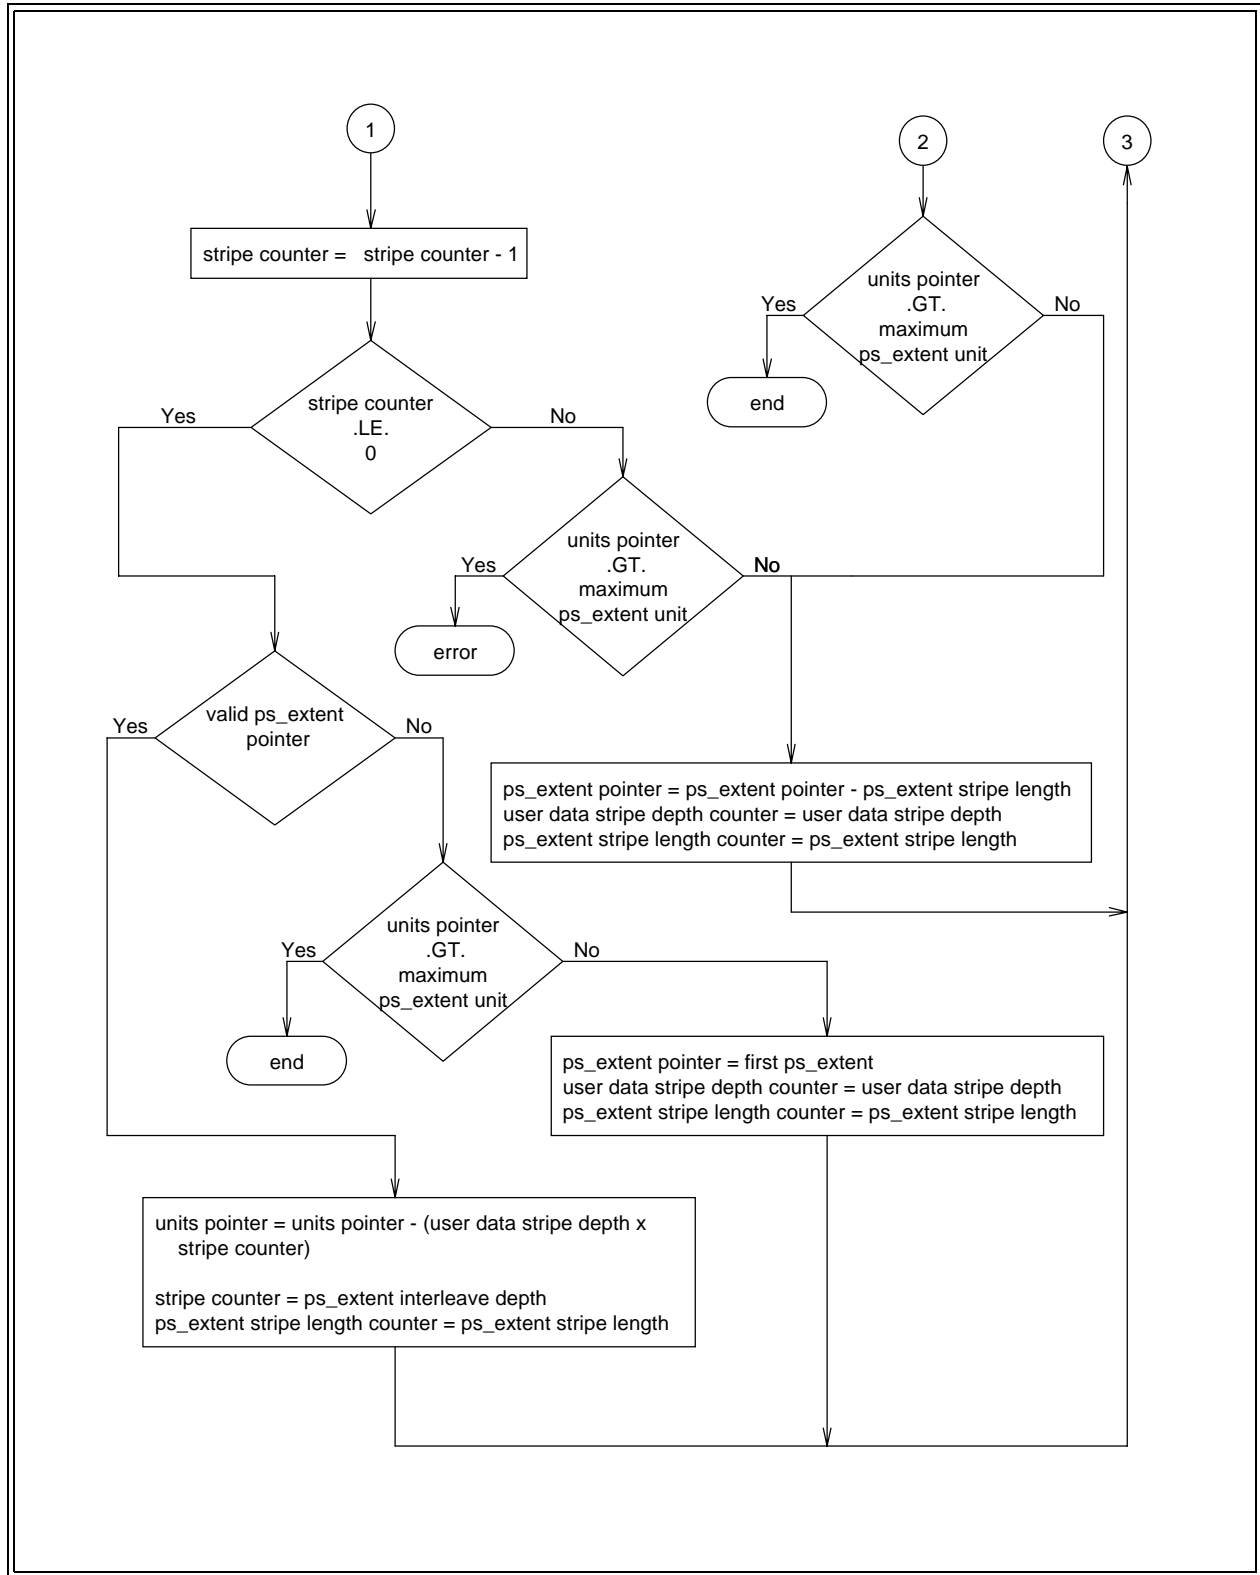 1
2
3
stripe counter = stripe counter - 1
units pointer
.GT.
maximum
ps_extent unit
Yes
No
end
stripe counter
.LE.
0
Yes
No
units pointer
.GT.
maximum
ps_extent unit
Yes
No
error
valid ps_extent
pointer
Yes
No
ps_extent pointer = ps_extent pointer - ps_extent stripe length
user data stripe depth counter = user data stripe depth
ps_extent stripe length counter = ps_extent stripe length
units pointer
.GT.
maximum
ps_extent unit
Yes
No
end
ps_extent pointer = first ps_extent
user data stripe depth counter = user data stripe depth
ps_extent stripe length counter = ps_extent stripe length
units pointer = units pointer - (user data stripe depth x
stripe counter)
stripe counter = ps_extent interleave depth
ps_extent stripe length counter = ps_extent stripe length